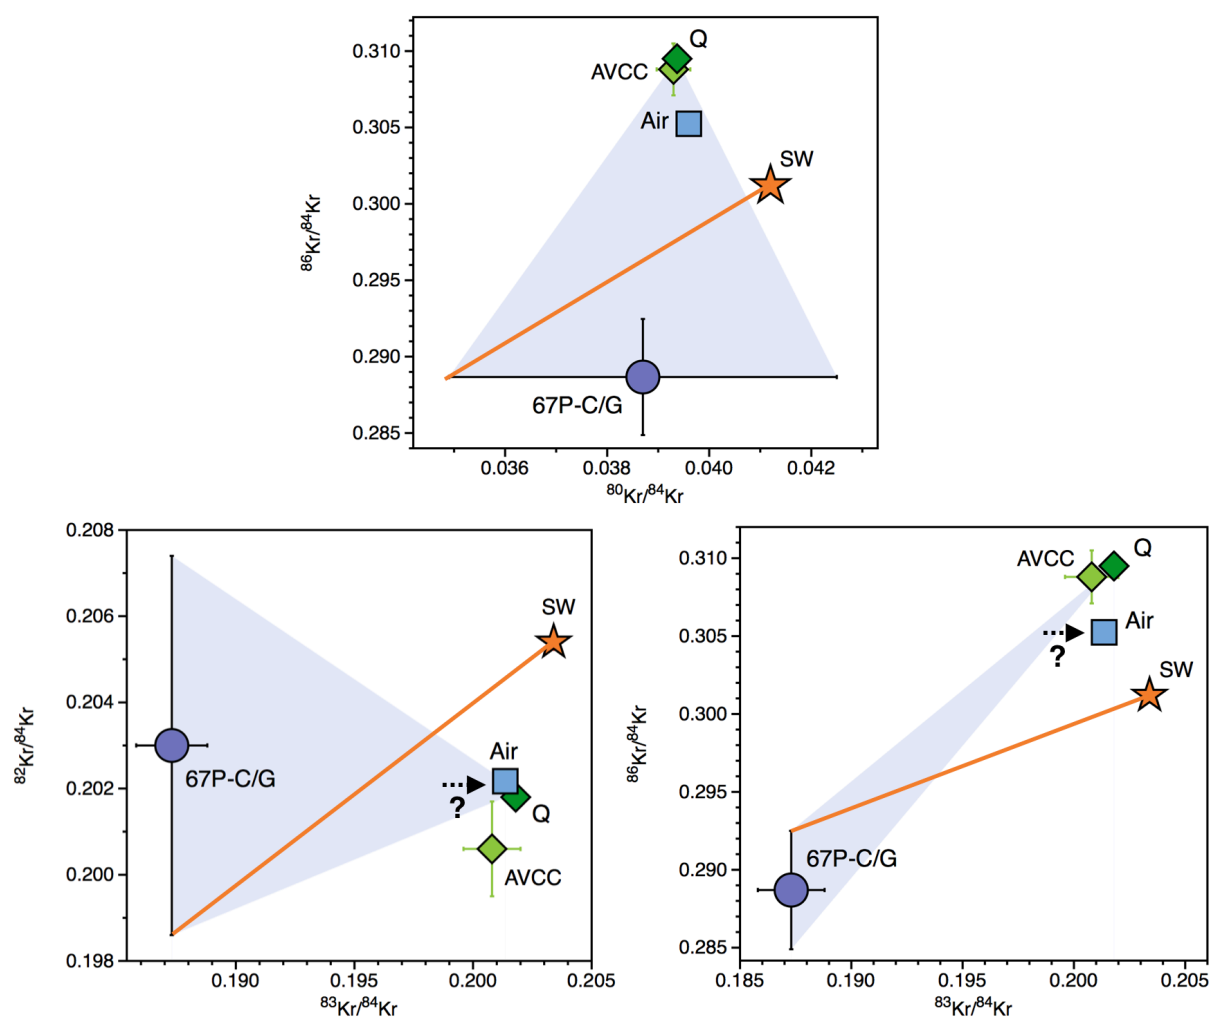 0.310
0.305
0.300
0.295
0.290
0.285
⁸⁶Kr/⁸⁴Kr
Q
AVCC
Air
SW
67P-C/G
0.036 0.038 0.040 0.042
⁸⁰Kr/⁸⁴Kr
0.208
0.206
0.204
0.202
0.200
0.198
⁸²Kr/⁸⁴Kr
SW
Air
67P-C/G
?
Q
AVCC
0.190 0.195 0.200 0.205
⁸³Kr/⁸⁴Kr
0.310
0.305
0.300
0.295
0.290
0.285
⁸⁶Kr/⁸⁴Kr
Q
AVCC
Air
?
SW
67P-C/G
0.185 0.190 0.195 0.200 0.205
⁸³Kr/⁸⁴Kr